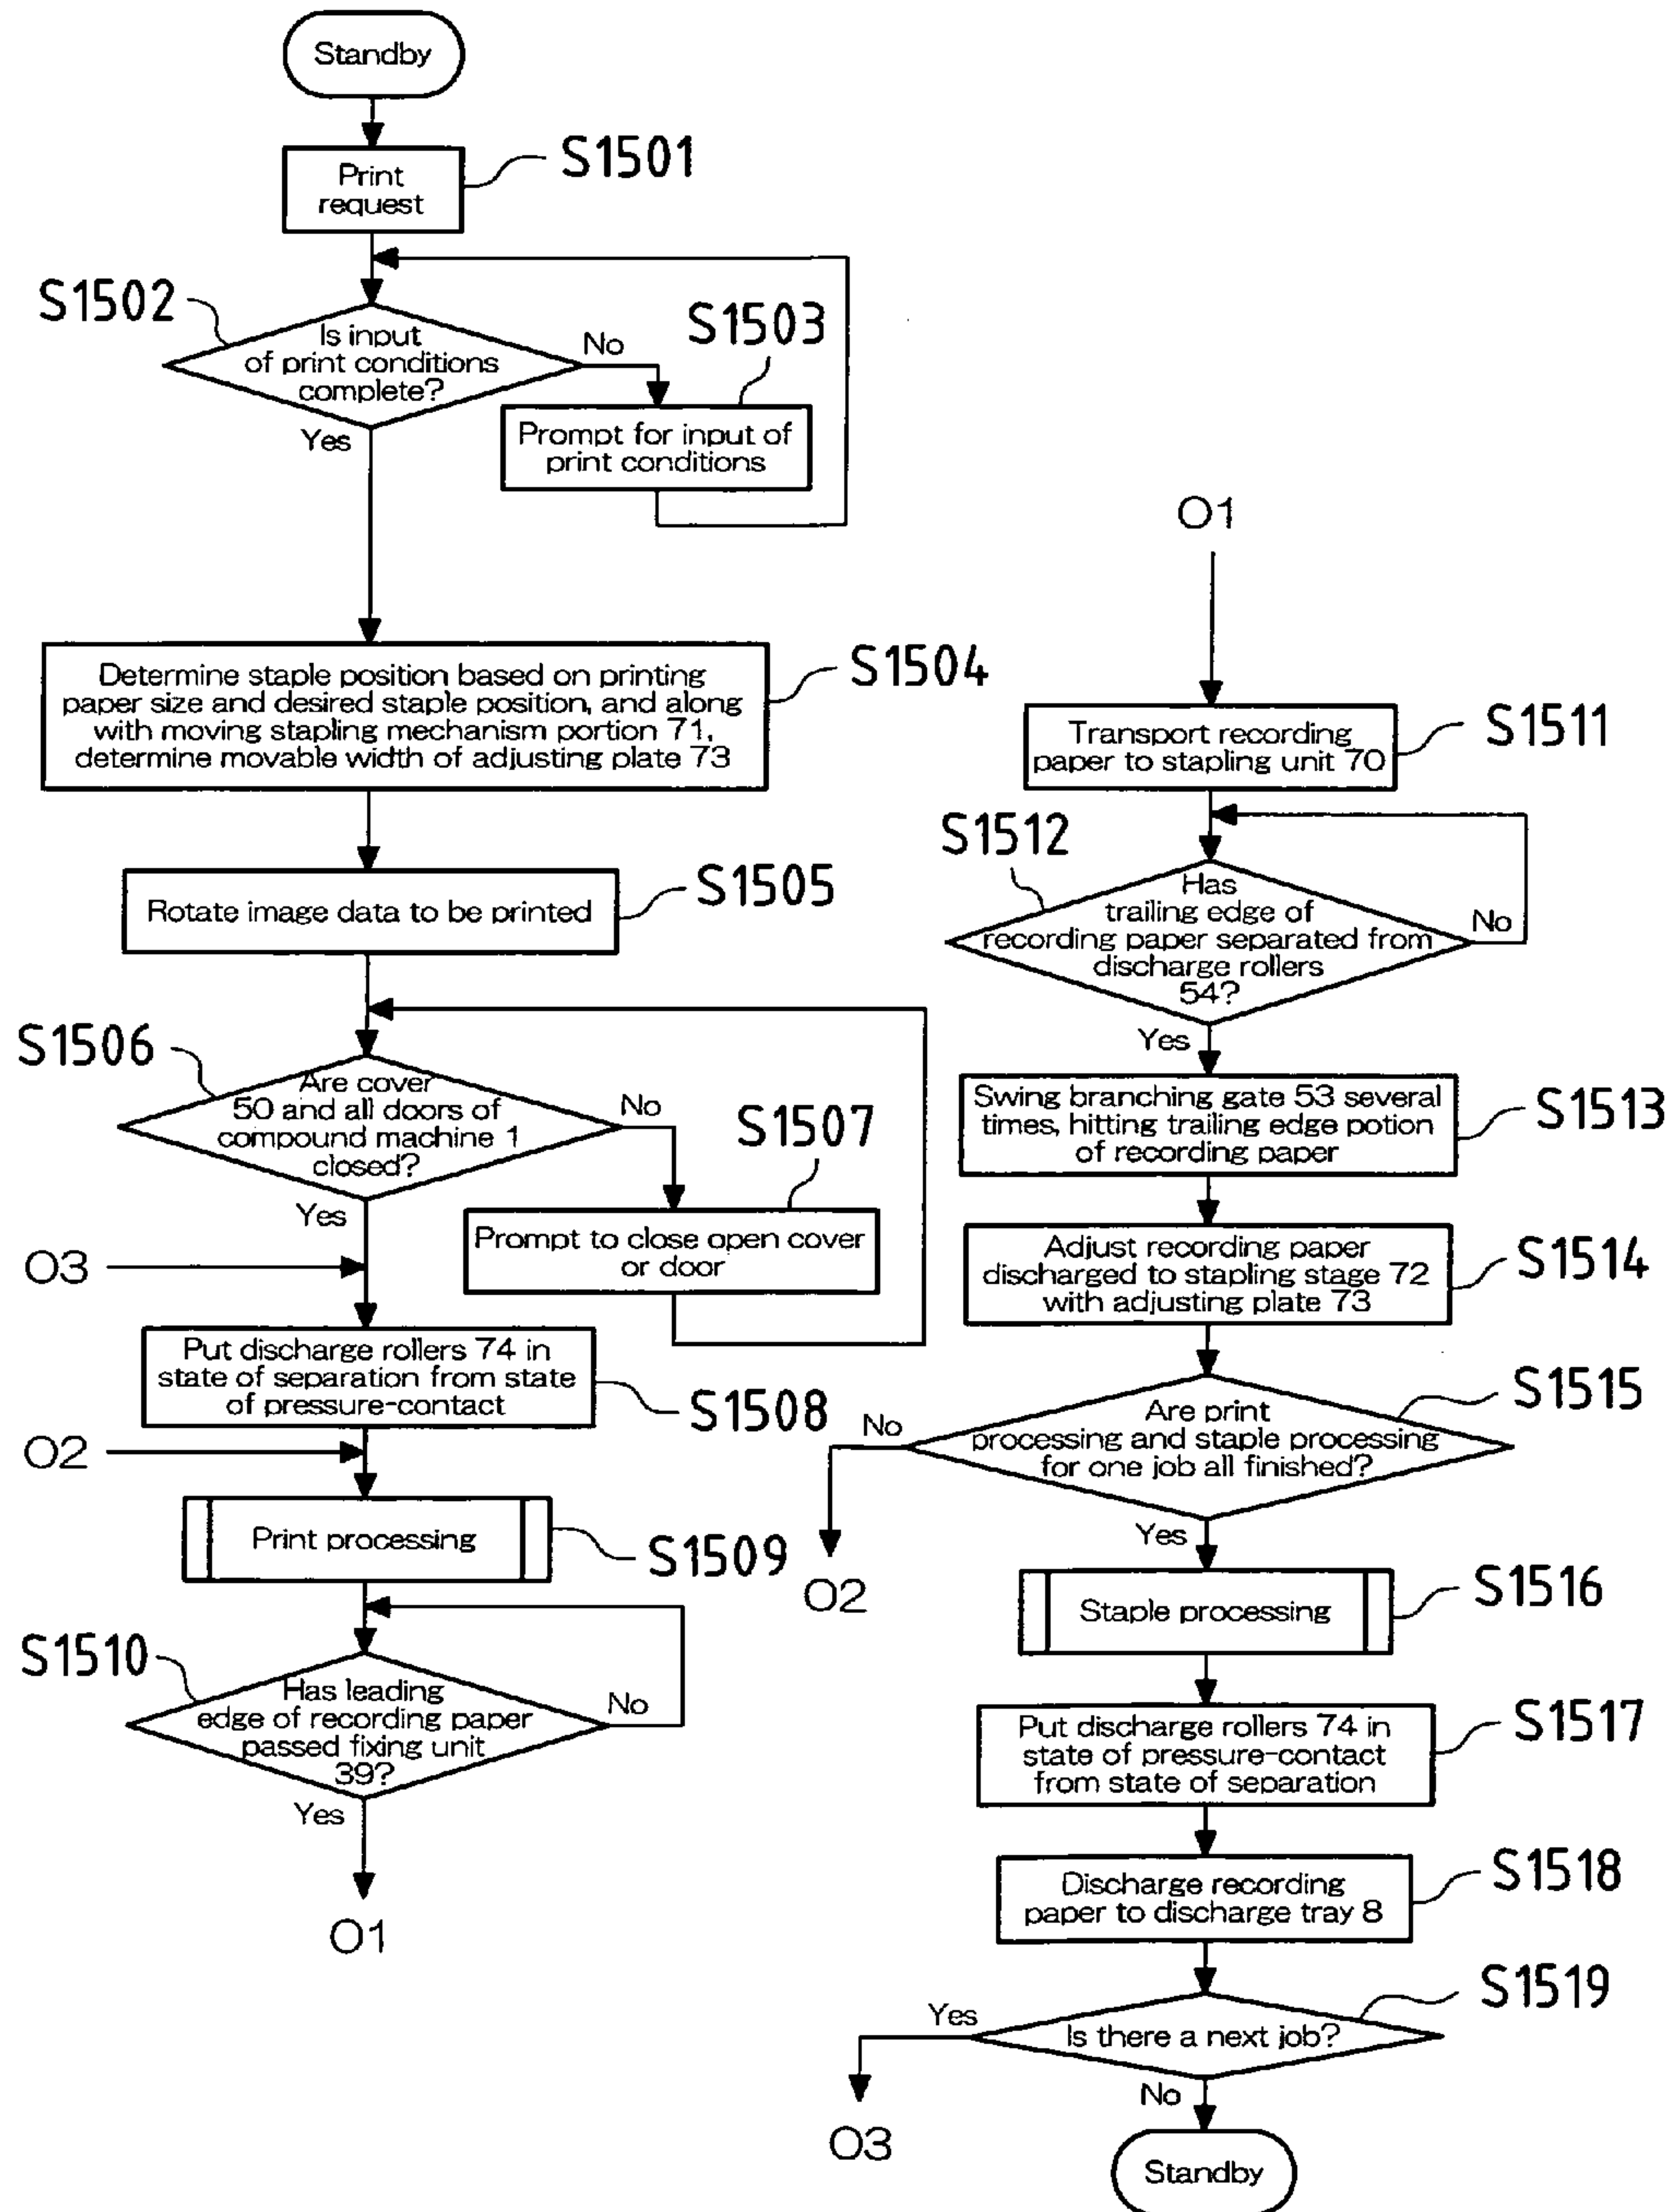 Standby
Print
request
S1501
S1502
Is input
of print conditions
complete?
No
Yes
S1503
Prompt for input of
print conditions
Determine staple position based on printing
paper size and desired staple position, and along
with moving stapling mechanism portion 71,
determine movable width of adjusting plate 73
S1504
Rotate image data to be printed
S1505
S1506
Are cover
50 and all doors of
compound machine 1
closed?
No
Yes
S1507
Prompt to close open cover
or door
O3
Put discharge rollers 74 in
state of separation from state
of pressure-contact
S1508
O2
Print processing
S1509
S1510
Has leading
edge of recording paper
passed fixing unit
39?
No
Yes
O1
O1
Transport recording
paper to stapling unit 70
S1511
S1512
Has
trailing edge of
recording paper separated from
discharge rollers
54?
No
Yes
Swing branching gate 53 several
times, hitting trailing edge potion
of recording paper
S1513
Adjust recording paper
discharged to stapling stage 72
with adjusting plate 73
S1514
Are print
processing and staple processing
for one job all finished?
S1515
No
O2
Yes
Staple processing
S1516
Put discharge rollers 74 in
state of pressure-contact
from state of separation
S1517
Discharge recording
paper to discharge tray 8
S1518
Is there a next job?
S1519
Yes
O3
No
Standby